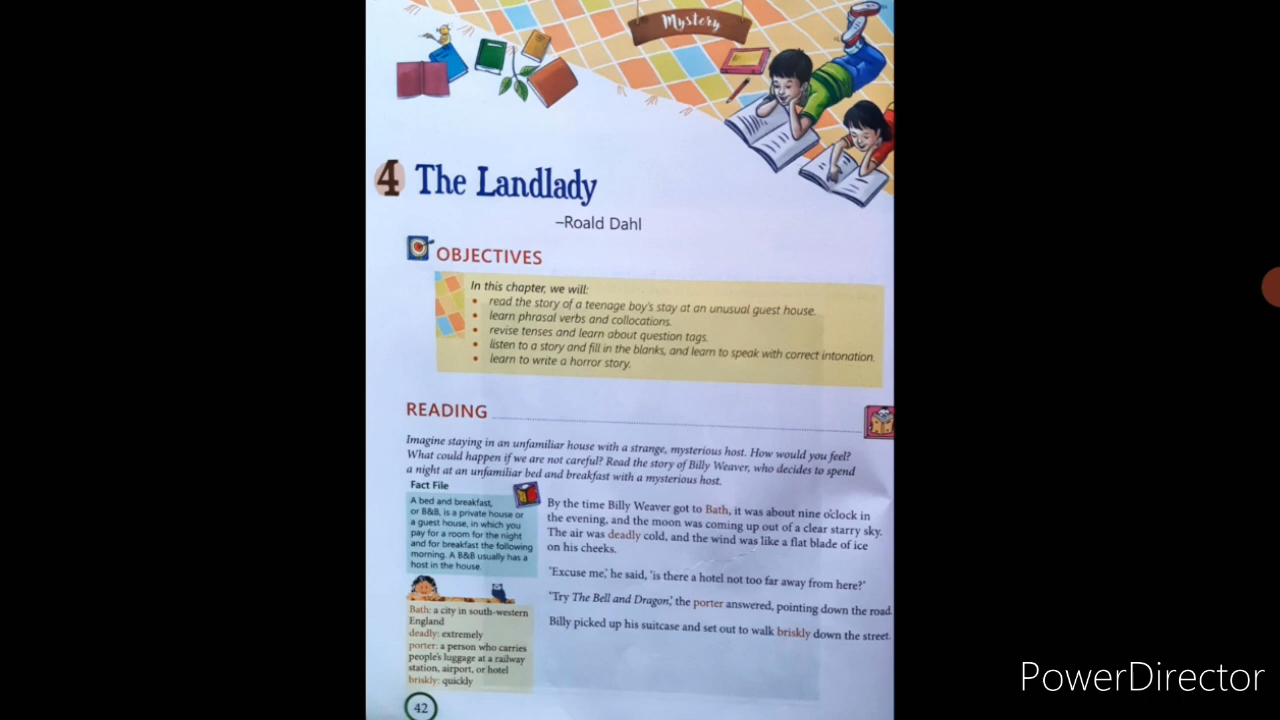 Mystery
4 The Landlady
–Roald Dahl
OBJECTIVES
In this chapter, we will:
• read the story of a teenage boy's stay at an unusual guest house.
• learn phrasal verbs and collocations.
• revise tenses and learn about question tags.
• listen to a story and fill in the blanks, and learn to speak with correct intonation.
• learn to write a horror story.
READING
Imagine staying in an unfamiliar house with a strange, mysterious host. How would you feel?
What could happen if we are not careful? Read the story of Billy Weaver, who decides to spend
a night at an unfamiliar bed and breakfast with a mysterious host.
Fact File
A bed and breakfast,
or B&B, is a private house or
a guest house, in which you
pay for a room for the night
and for breakfast the following
morning. A B&B usually has a
host in the house.
By the time Billy Weaver got to Bath, it was about nine o'clock in
the evening, and the moon was coming up out of a clear starry sky.
The air was deadly cold, and the wind was like a flat blade of ice
on his cheeks.
'Excuse me,' he said, 'is there a hotel not too far away from here?'
'Try The Bell and Dragon,' the porter answered, pointing down the road.
Billy picked up his suitcase and set out to walk briskly down the street.
Bath: a city in south-western
England
deadly: extremely
porter: a person who carries
people's luggage at a railway
station, airport, or hotel
briskly: quickly
42
PowerDirector